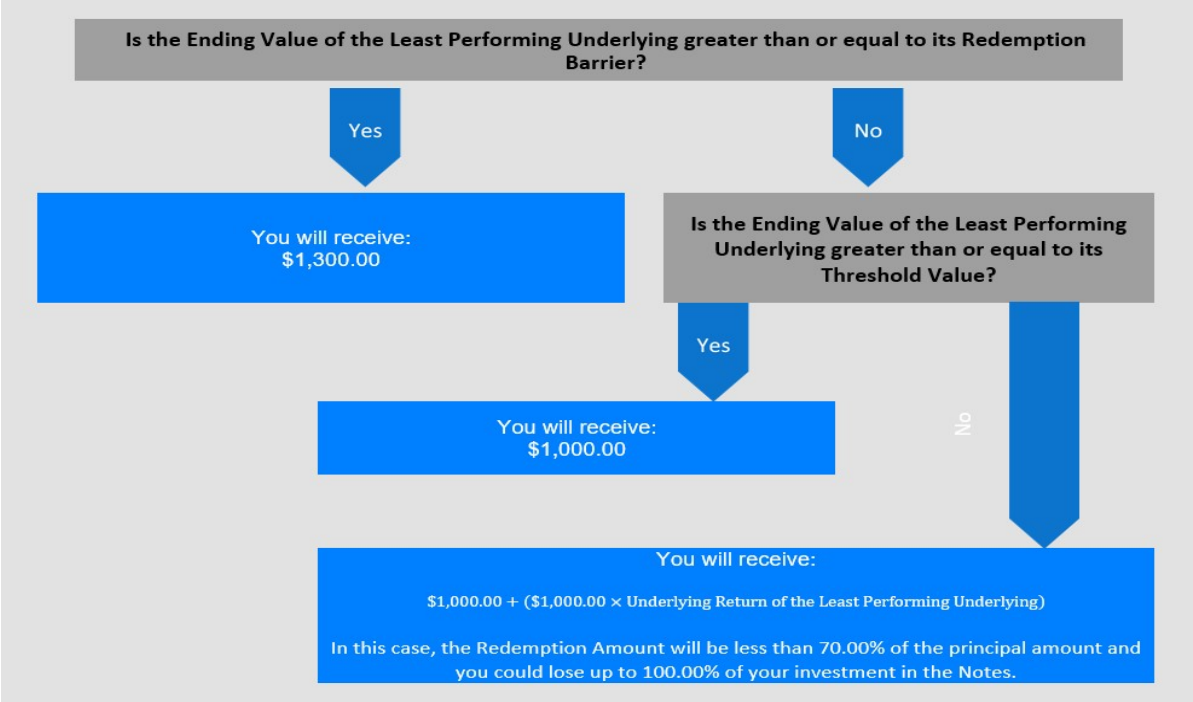 Is the Ending Value of the Least Performing Underlying greater than or equal to its Redemption
Barrier?
Yes
No
You will receive:
$1,300.00
Is the Ending Value of the Least Performing
Underlying greater than or equal to its
Threshold Value?
Yes
No
You will receive:
$1,000.00
You will receive:
$1,000.00 + ($1,000.00 × Underlying Return of the Least Performing Underlying)
In this case, the Redemption Amount will be less than 70.00% of the principal amount and
you could lose up to 100.00% of your investment in the Notes.